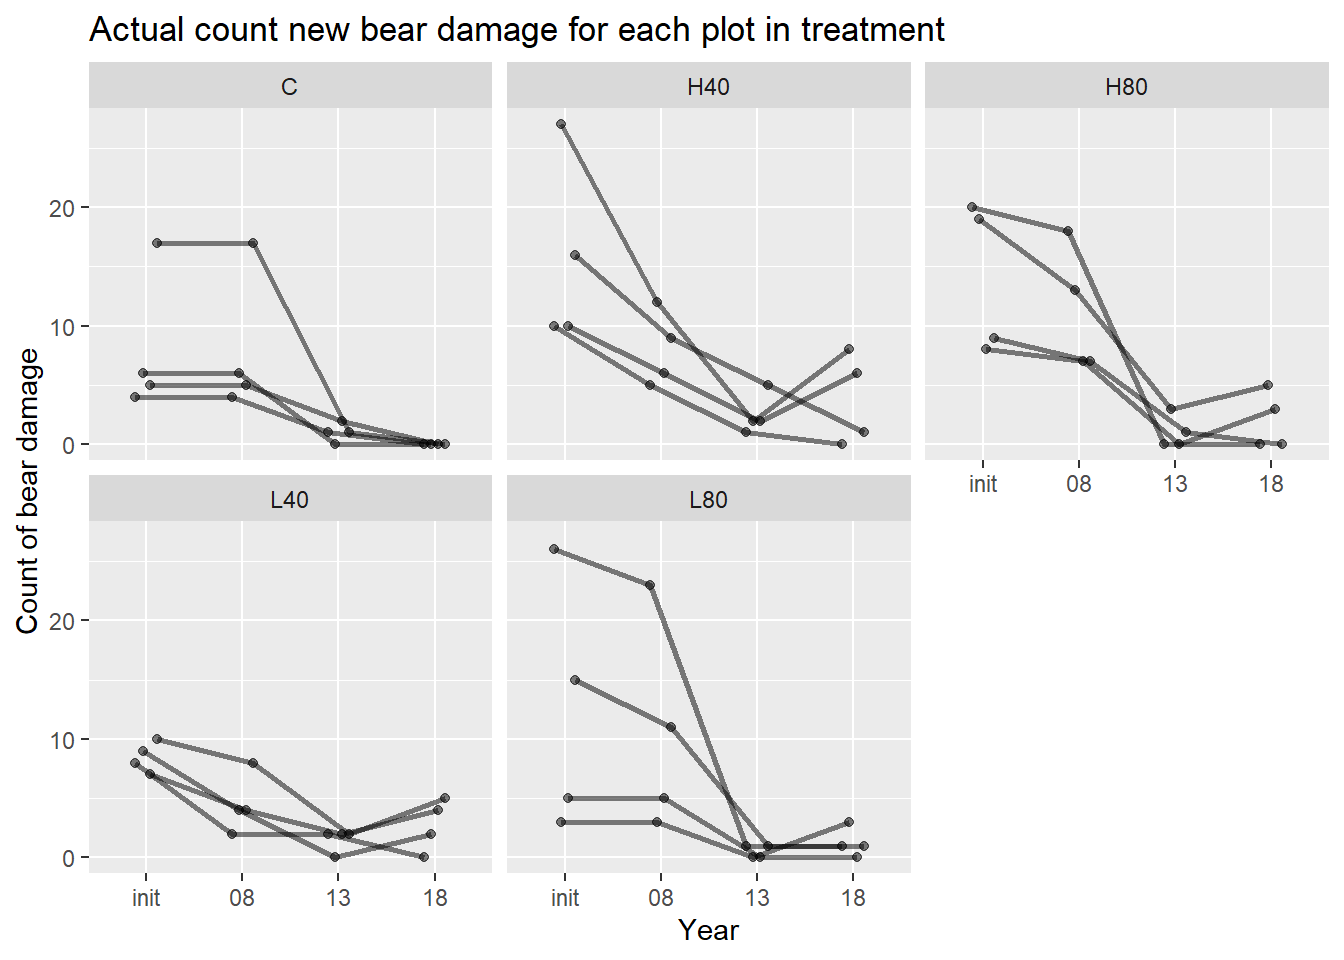 Actual count new bear damage for each plot in treatment
C H40 H80
20
10
0
init 08 13 18
Count of bear damage
L40 L80
20
10
0
init 08 13 18 init 08 13 18
Year